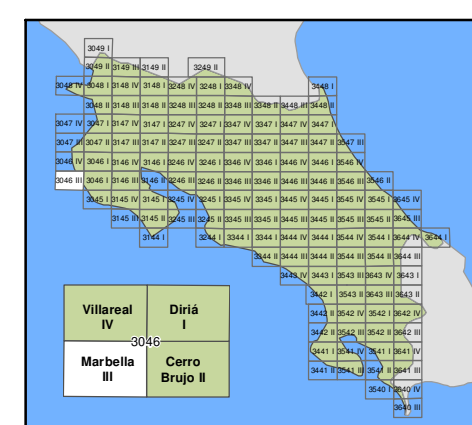 3049 I
3049 II 3149 III 3149 II 3249 II
3048 IV 3048 I 3148 IV 3148 I 3248 IV 3248 I 3348 IV 3448 I
3048 II 3148 III 3148 II 3248 III 3248 II 3348 III 3348 II 3448 III 3448 II
3047 IV 3047 I 3147 IV 3147 I 3247 IV 3247 I 3347 IV 3347 I 3447 IV 3447 I
3047 III 3047 II 3147 III 3147 II 3247 III 3247 II 3347 III 3347 II 3447 III 3447 II 3547 III
3046 IV 3046 I 3146 IV 3146 I 3246 IV 3246 I 3346 IV 3346 I 3446 IV 3446 I 3546 IV
3046 III 3046 II 3146 III 3146 II 3246 III 3246 II 3346 III 3346 II 3446 III 3446 II 3546 III 3546 II
3045 I 3145 IV 3145 I 3245 IV 3245 I 3345 IV 3345 I 3445 IV 3445 I 3545 IV 3545 I 3645 IV
3145 III 3145 II 3245 III 3245 II 3345 III 3345 II 3445 III 3445 II 3545 III 3545 II 3645 III
3144 I 3244 I 3344 IV 3344 I 3444 IV 3444 I 3544 IV 3544 I 3644 IV 3644 I
3344 II 3444 III 3444 II 3544 III 3544 II 3644 III
3443 IV 3443 I 3543 IV 3543 I 3643 IV 3643 I
3442 I 3543 II 3643 III 3643 II
3442 II 3542 IV 3542 I 3642 IV
3442 II 3542 III 3542 II 3642 III
3441 I 3541 IV 3541 I 3641 IV
3441 II 3541 III 3541 II 3641 III
3540 I 3640 IV
3640 III
Villareal
IV
Diriá
I
3046
Marbella
III
Cerro
Brujo II